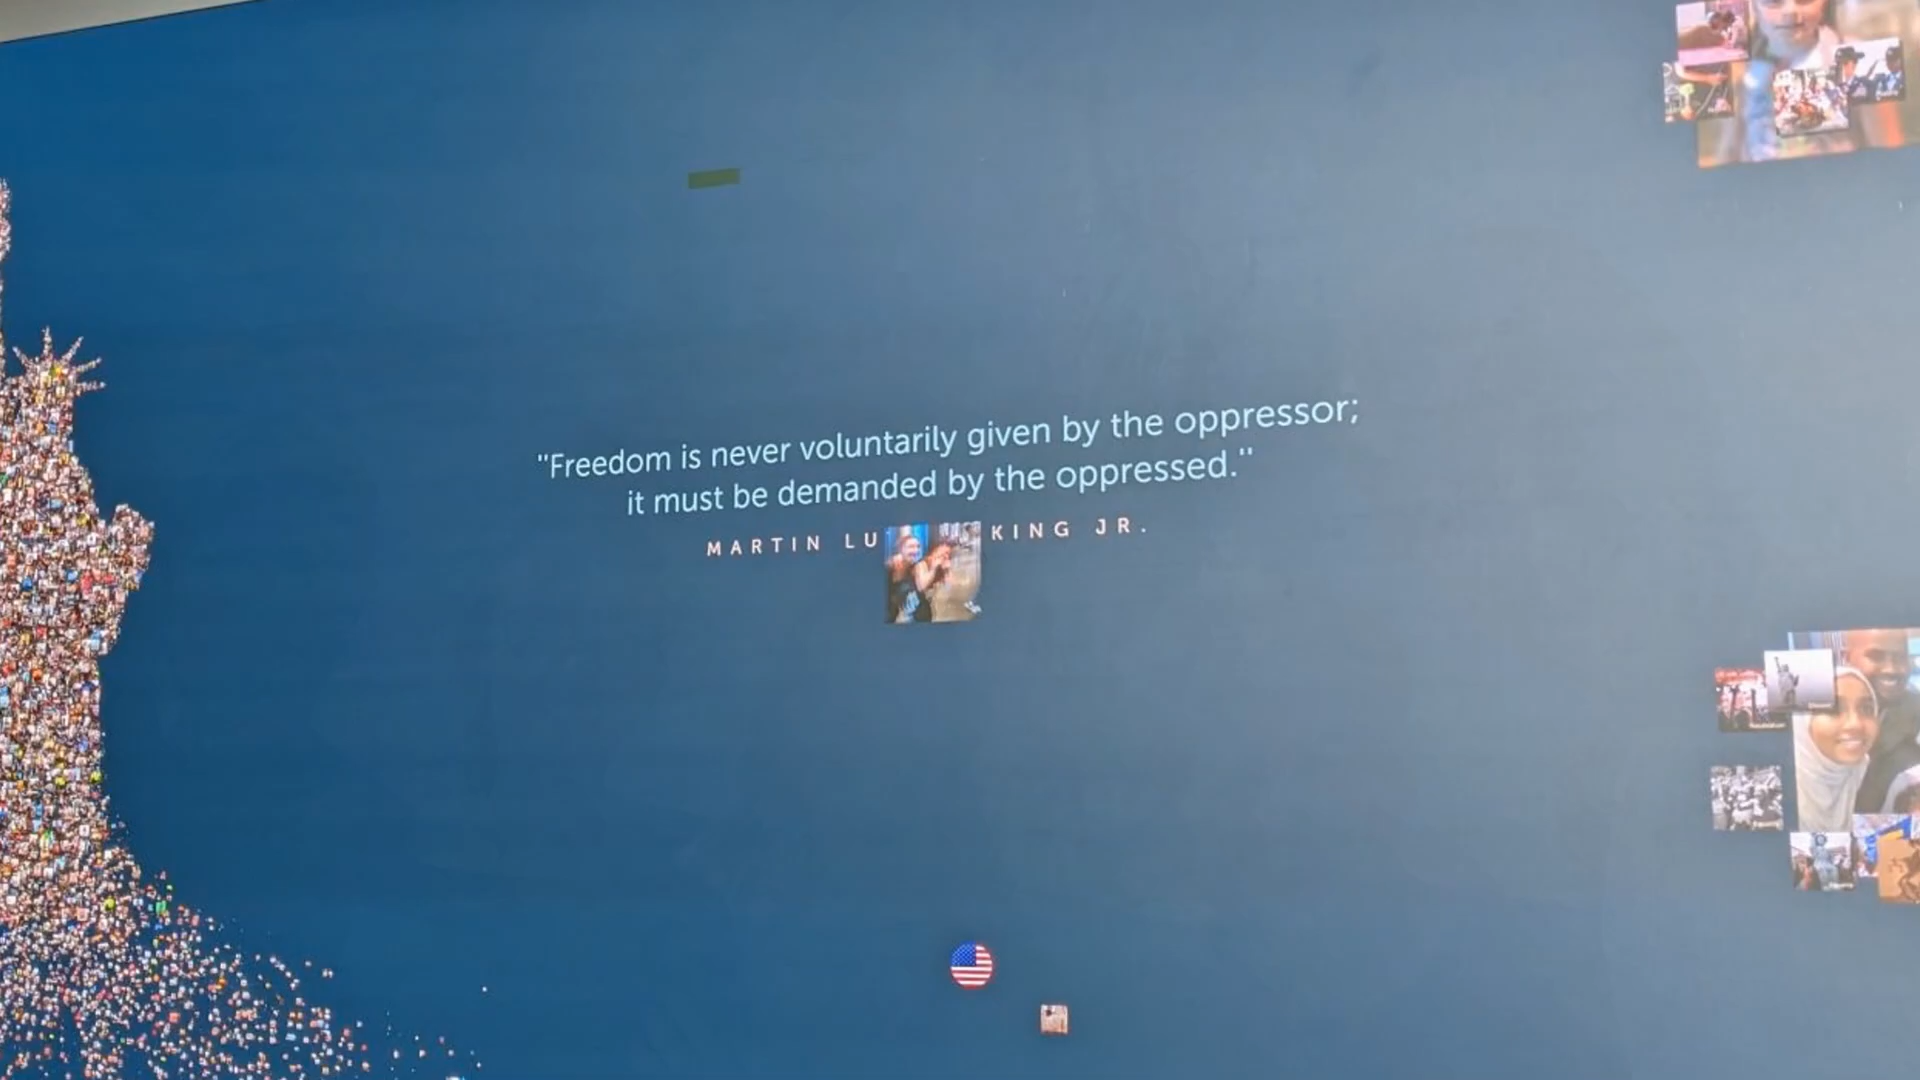 "Freedom is never voluntarily given by the oppressor;
it must be demanded by the oppressed."
MARTIN LU KING JR.